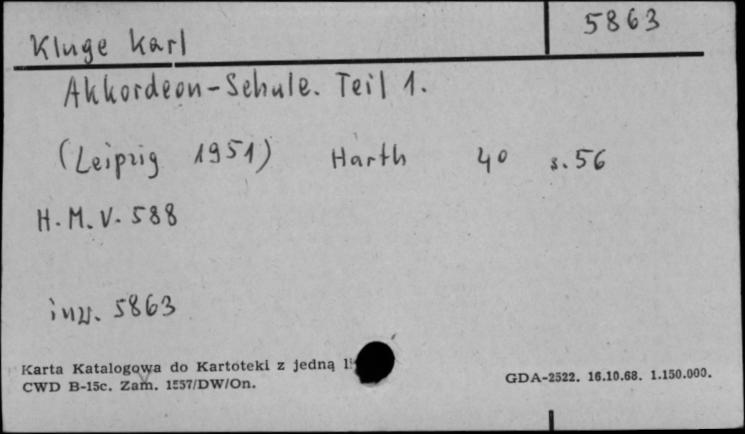 Kluge Karl 5863
Akkordeon-Schule. Teil 1.
(Leipzig 1951) Harth 4° s. 56
H. M. V. 588
inw. 5863
Karta Katalogowa do Kartoteki z jedną
CWD B-15c. Zam. 1557/DW/On.
GDA-2522. 16.10.68. 1.150.000.